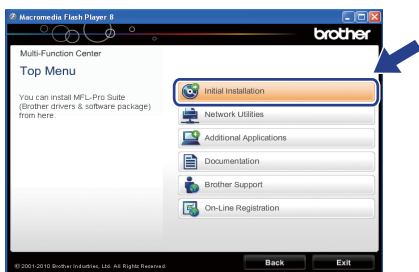 Macromedia Flash Player 8
brother
Multi-Function Center
Top Menu
You can install MFL-Pro Suite
(Brother drivers & software package)
from here.
Initial Installation
Network Utilities
Additional Applications
Documentation
Brother Support
On-Line Registration
© 2001-2010 Brother Industries, Ltd. All Rights Reserved.
Back
Exit